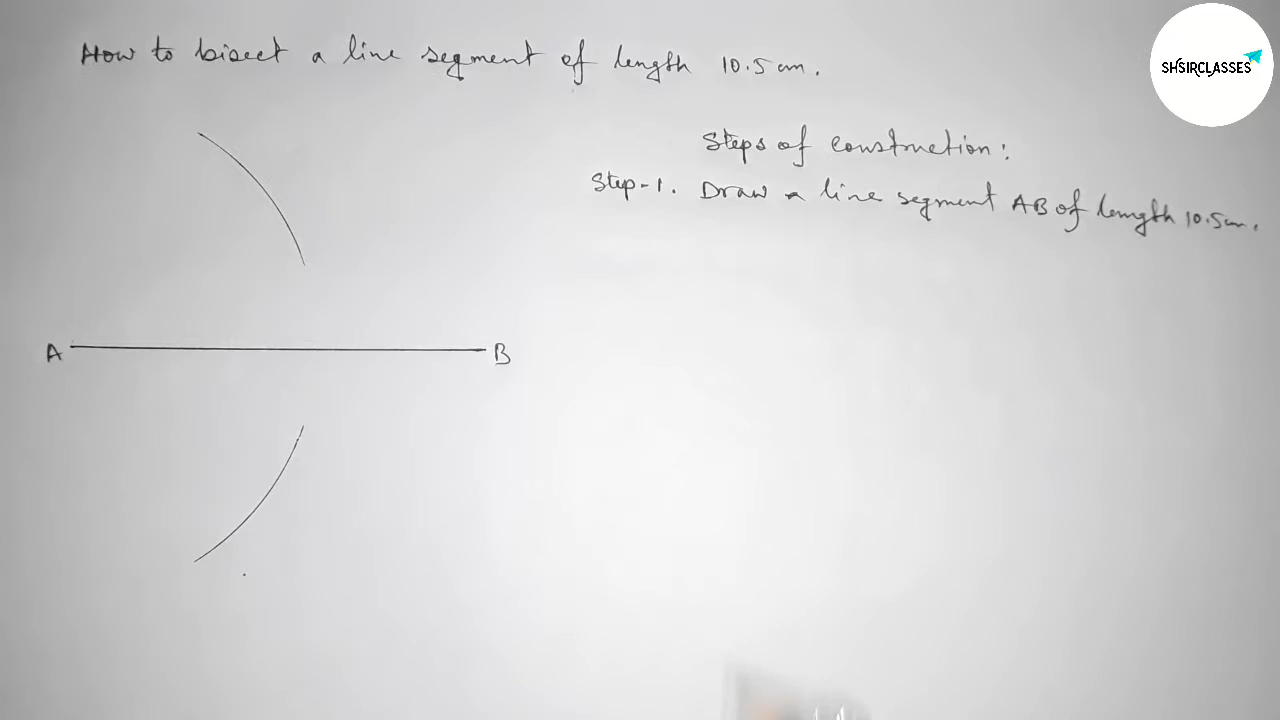 How to bisect a line segment of length 10.5 cm.
SHSIRCLASSES
Steps of construction:
Step-1. Draw a line segment AB of length 10.5cm.
A
B